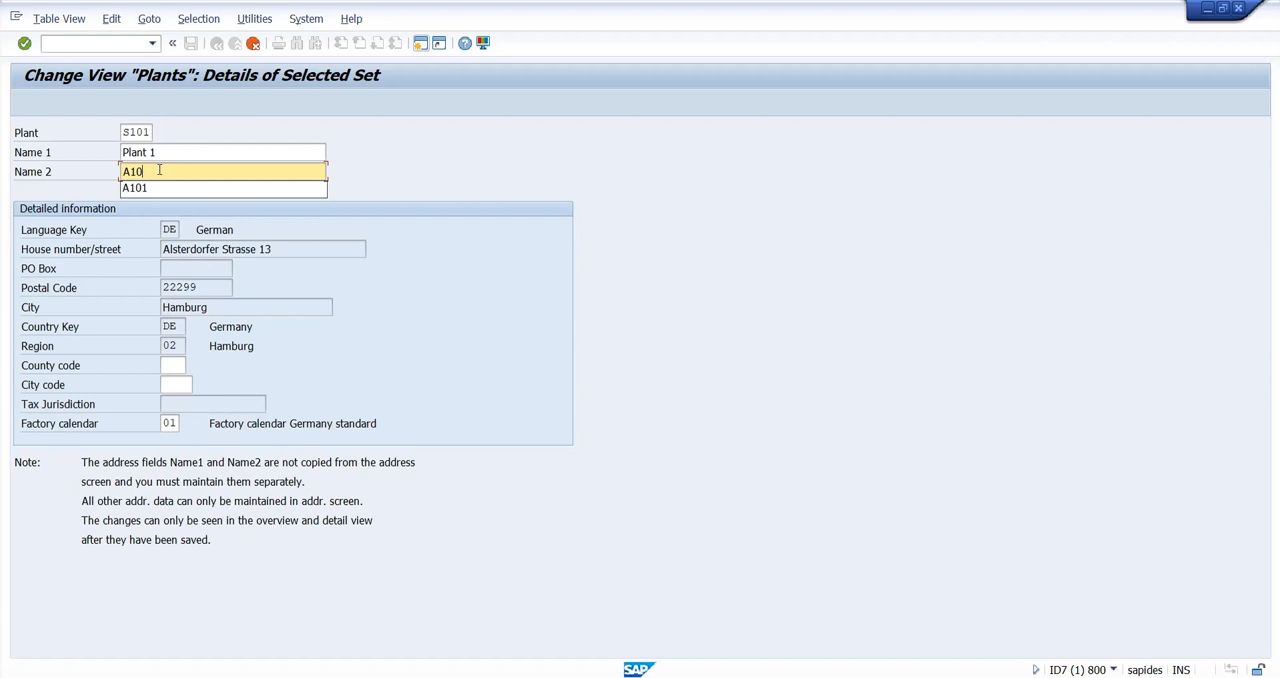 Table View Edit Goto Selection Utilities System Help
Change View "Plants": Details of Selected Set
Plant S101
Name 1 Plant 1
Name 2 A10
A101
Detailed information
Language Key DE German
House number/street Alsterdorfer Strasse 13
PO Box
Postal Code 22299
City Hamburg
Country Key DE Germany
Region 02 Hamburg
County code
City code
Tax Jurisdiction
Factory calendar 01 Factory calendar Germany standard
Note: The address fields Name1 and Name2 are not copied from the address
screen and you must maintain them separately.
All other addr. data can only be maintained in addr. screen.
The changes can only be seen in the overview and detail view
after they have been saved.
SAP ID7 (1) 800 sapides INS